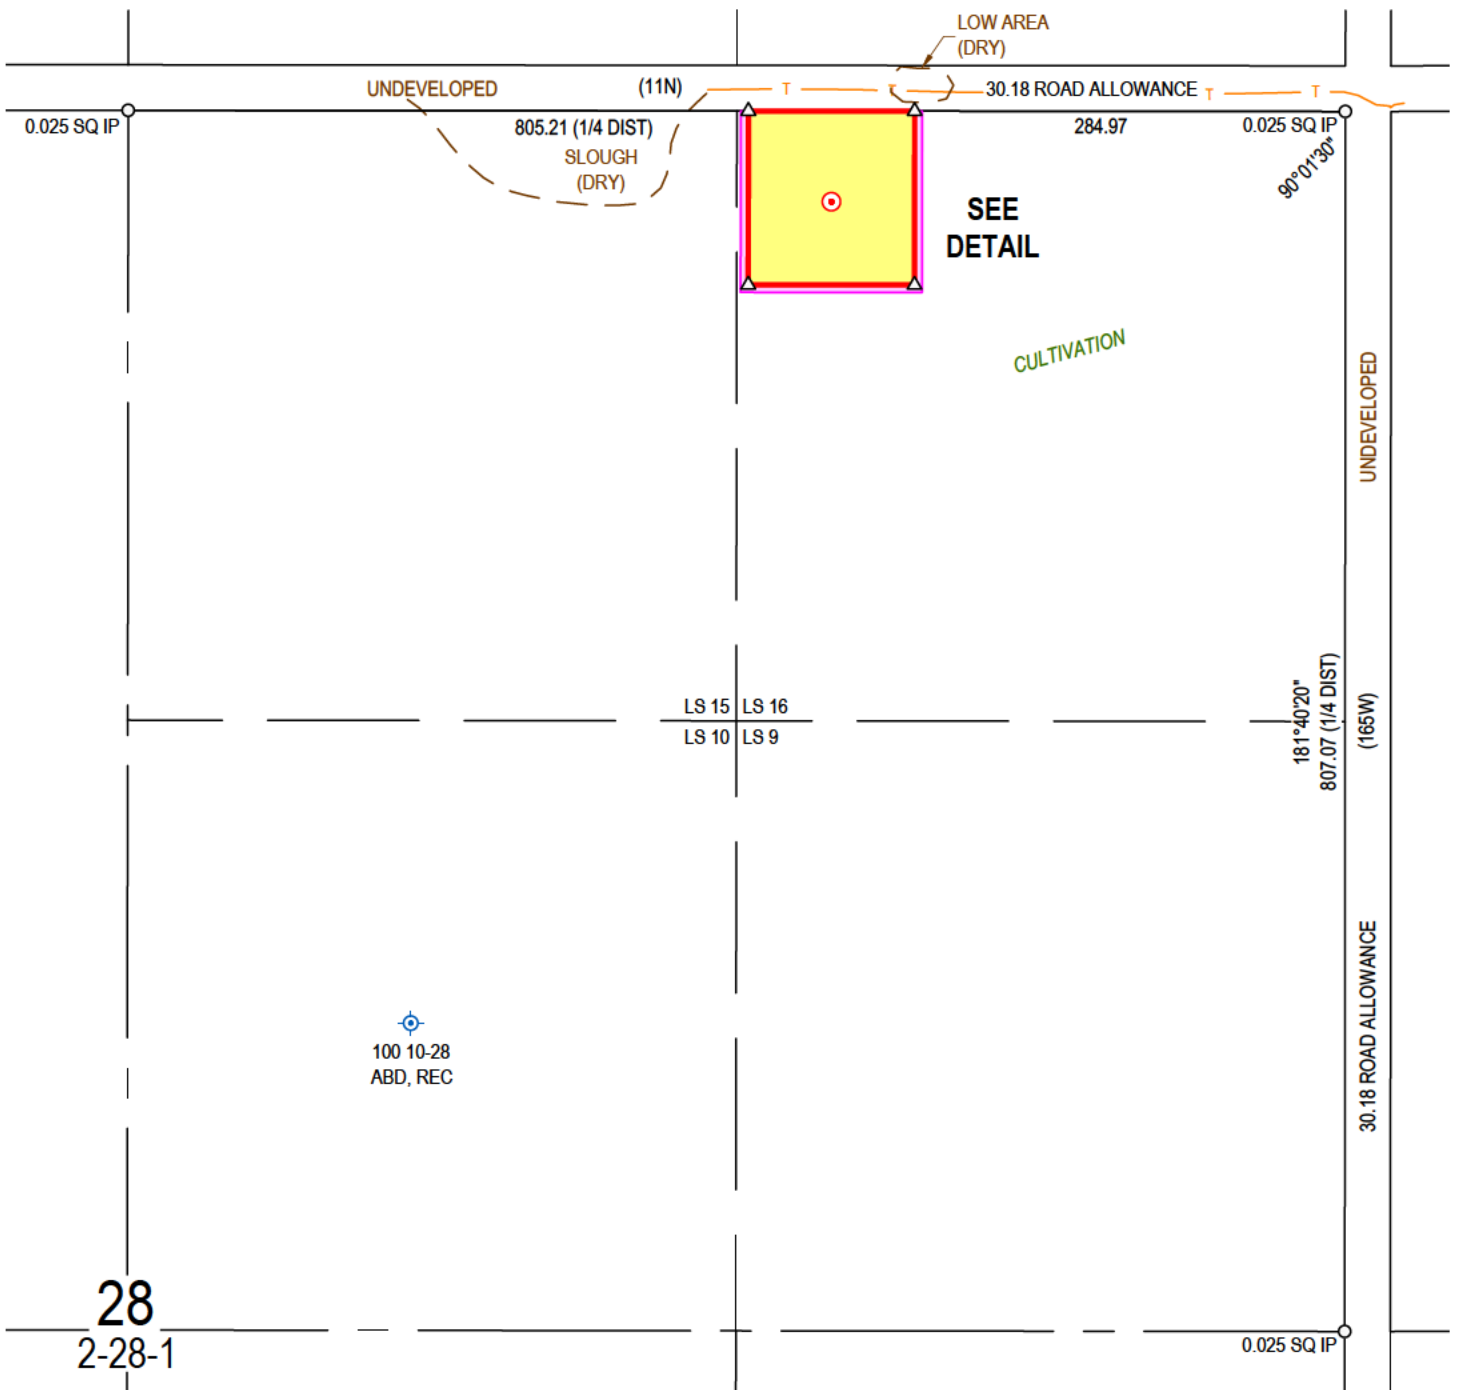 LOW AREA
(DRY)
UNDEVELOPED
(11N)
T
T
30.18 ROAD ALLOWANCE
T
T
0.025 SQ IP
805.21 (1/4 DIST)
284.97
0.025 SQ IP
SLOUGH
(DRY)
90°01'30"
SEE
DETAIL
CULTIVATION
UNDEVELOPED
LS 15
LS 16
LS 10
LS 9
181°40'20"
807.07 (1/4 DIST)
(165W)
30.18 ROAD ALLOWANCE
100 10-28
ABD, REC
28
2-28-1
0.025 SQ IP